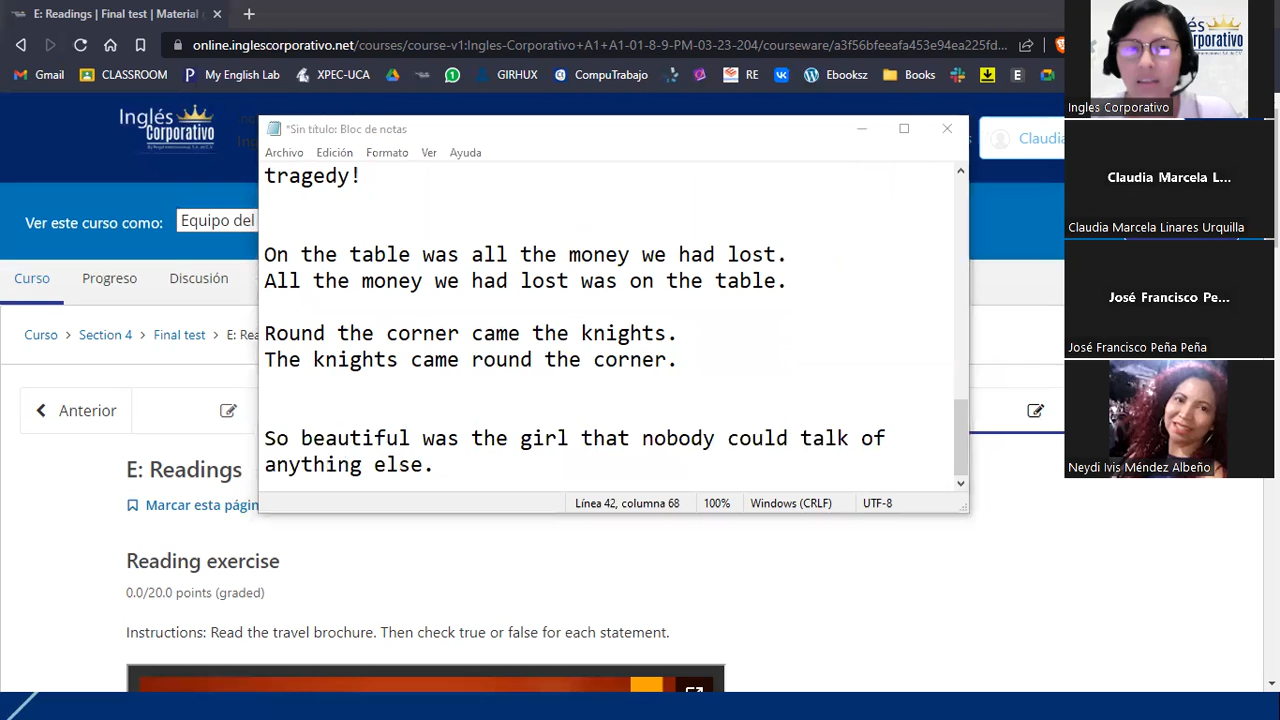 E: Readings | Final test | Material
online.inglescorporativo.net/courses/course-v1:Ingles-Corporativo+A1+A1-01-8-9-PM-03-23-204/courseware/a3f56bfeefa453e94ea225fd...
Gmail CLASSROOM My English Lab XPEC-UCA GIRHUX CompuTrabajo RE Ebooksz Books
Inglés
Corporativo
Claudia
Ver este curso como:
Equipo del
Curso
Progreso
Discusión
Curso
Section 4
Final test
E: Rea
Anterior
*Sin título: Bloc de notas
Archivo Edición Formato Ver Ayuda
tragedy!
On the table was all the money we had lost.
All the money we had lost was on the table.
Round the corner came the knights.
The knights came round the corner.
So beautiful was the girl that nobody could talk of
anything else.
Línea 42, columna 68
100%
Windows (CRLF)
UTF-8
E: Readings
Marcar esta págin
Reading exercise
0.0/20.0 points (graded)
Instructions: Read the travel brochure. Then check true or false for each statement.
Ingles Corporativo
Claudia Marcela L...
Claudia Marcela Linares Urquilla
José Francisco Pe...
José Francisco Peña Peña
Neydi Ivis Méndez Albeño